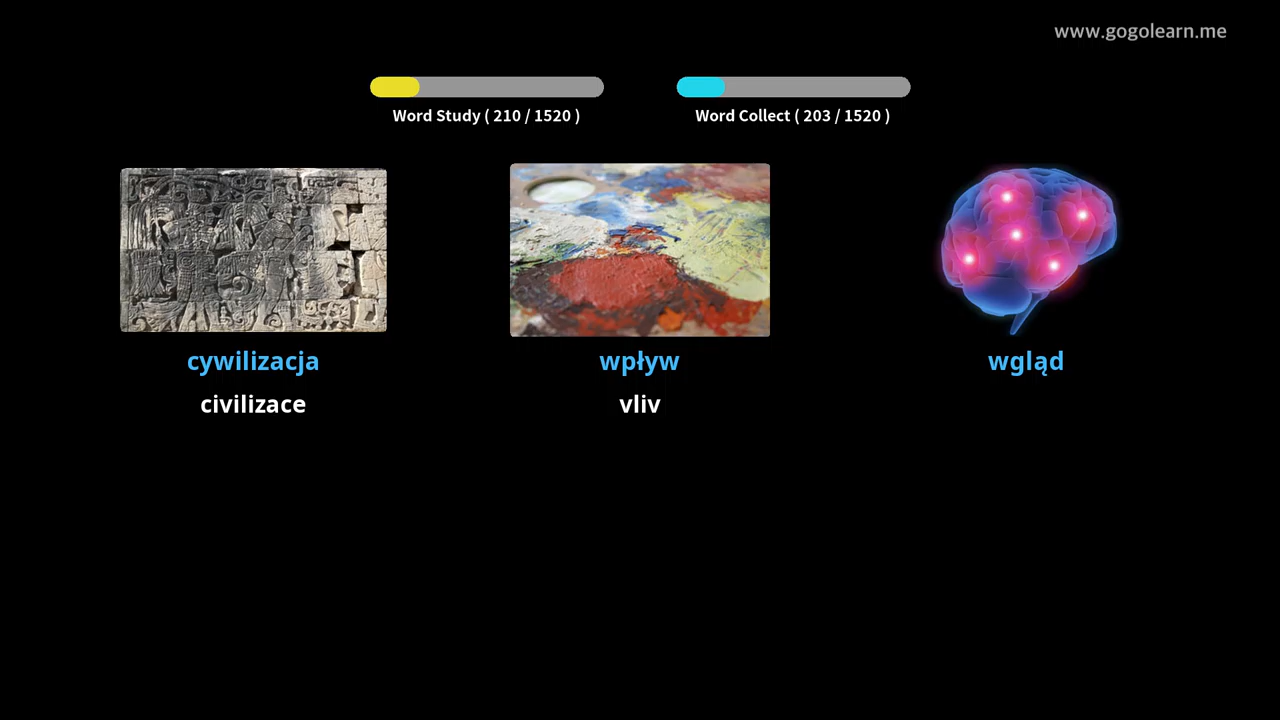 www.gogolearn.me
Word Study ( 210 / 1520 )
Word Collect ( 203 / 1520 )
cywilizacja
wpływ
wgląd
civilizace
vliv